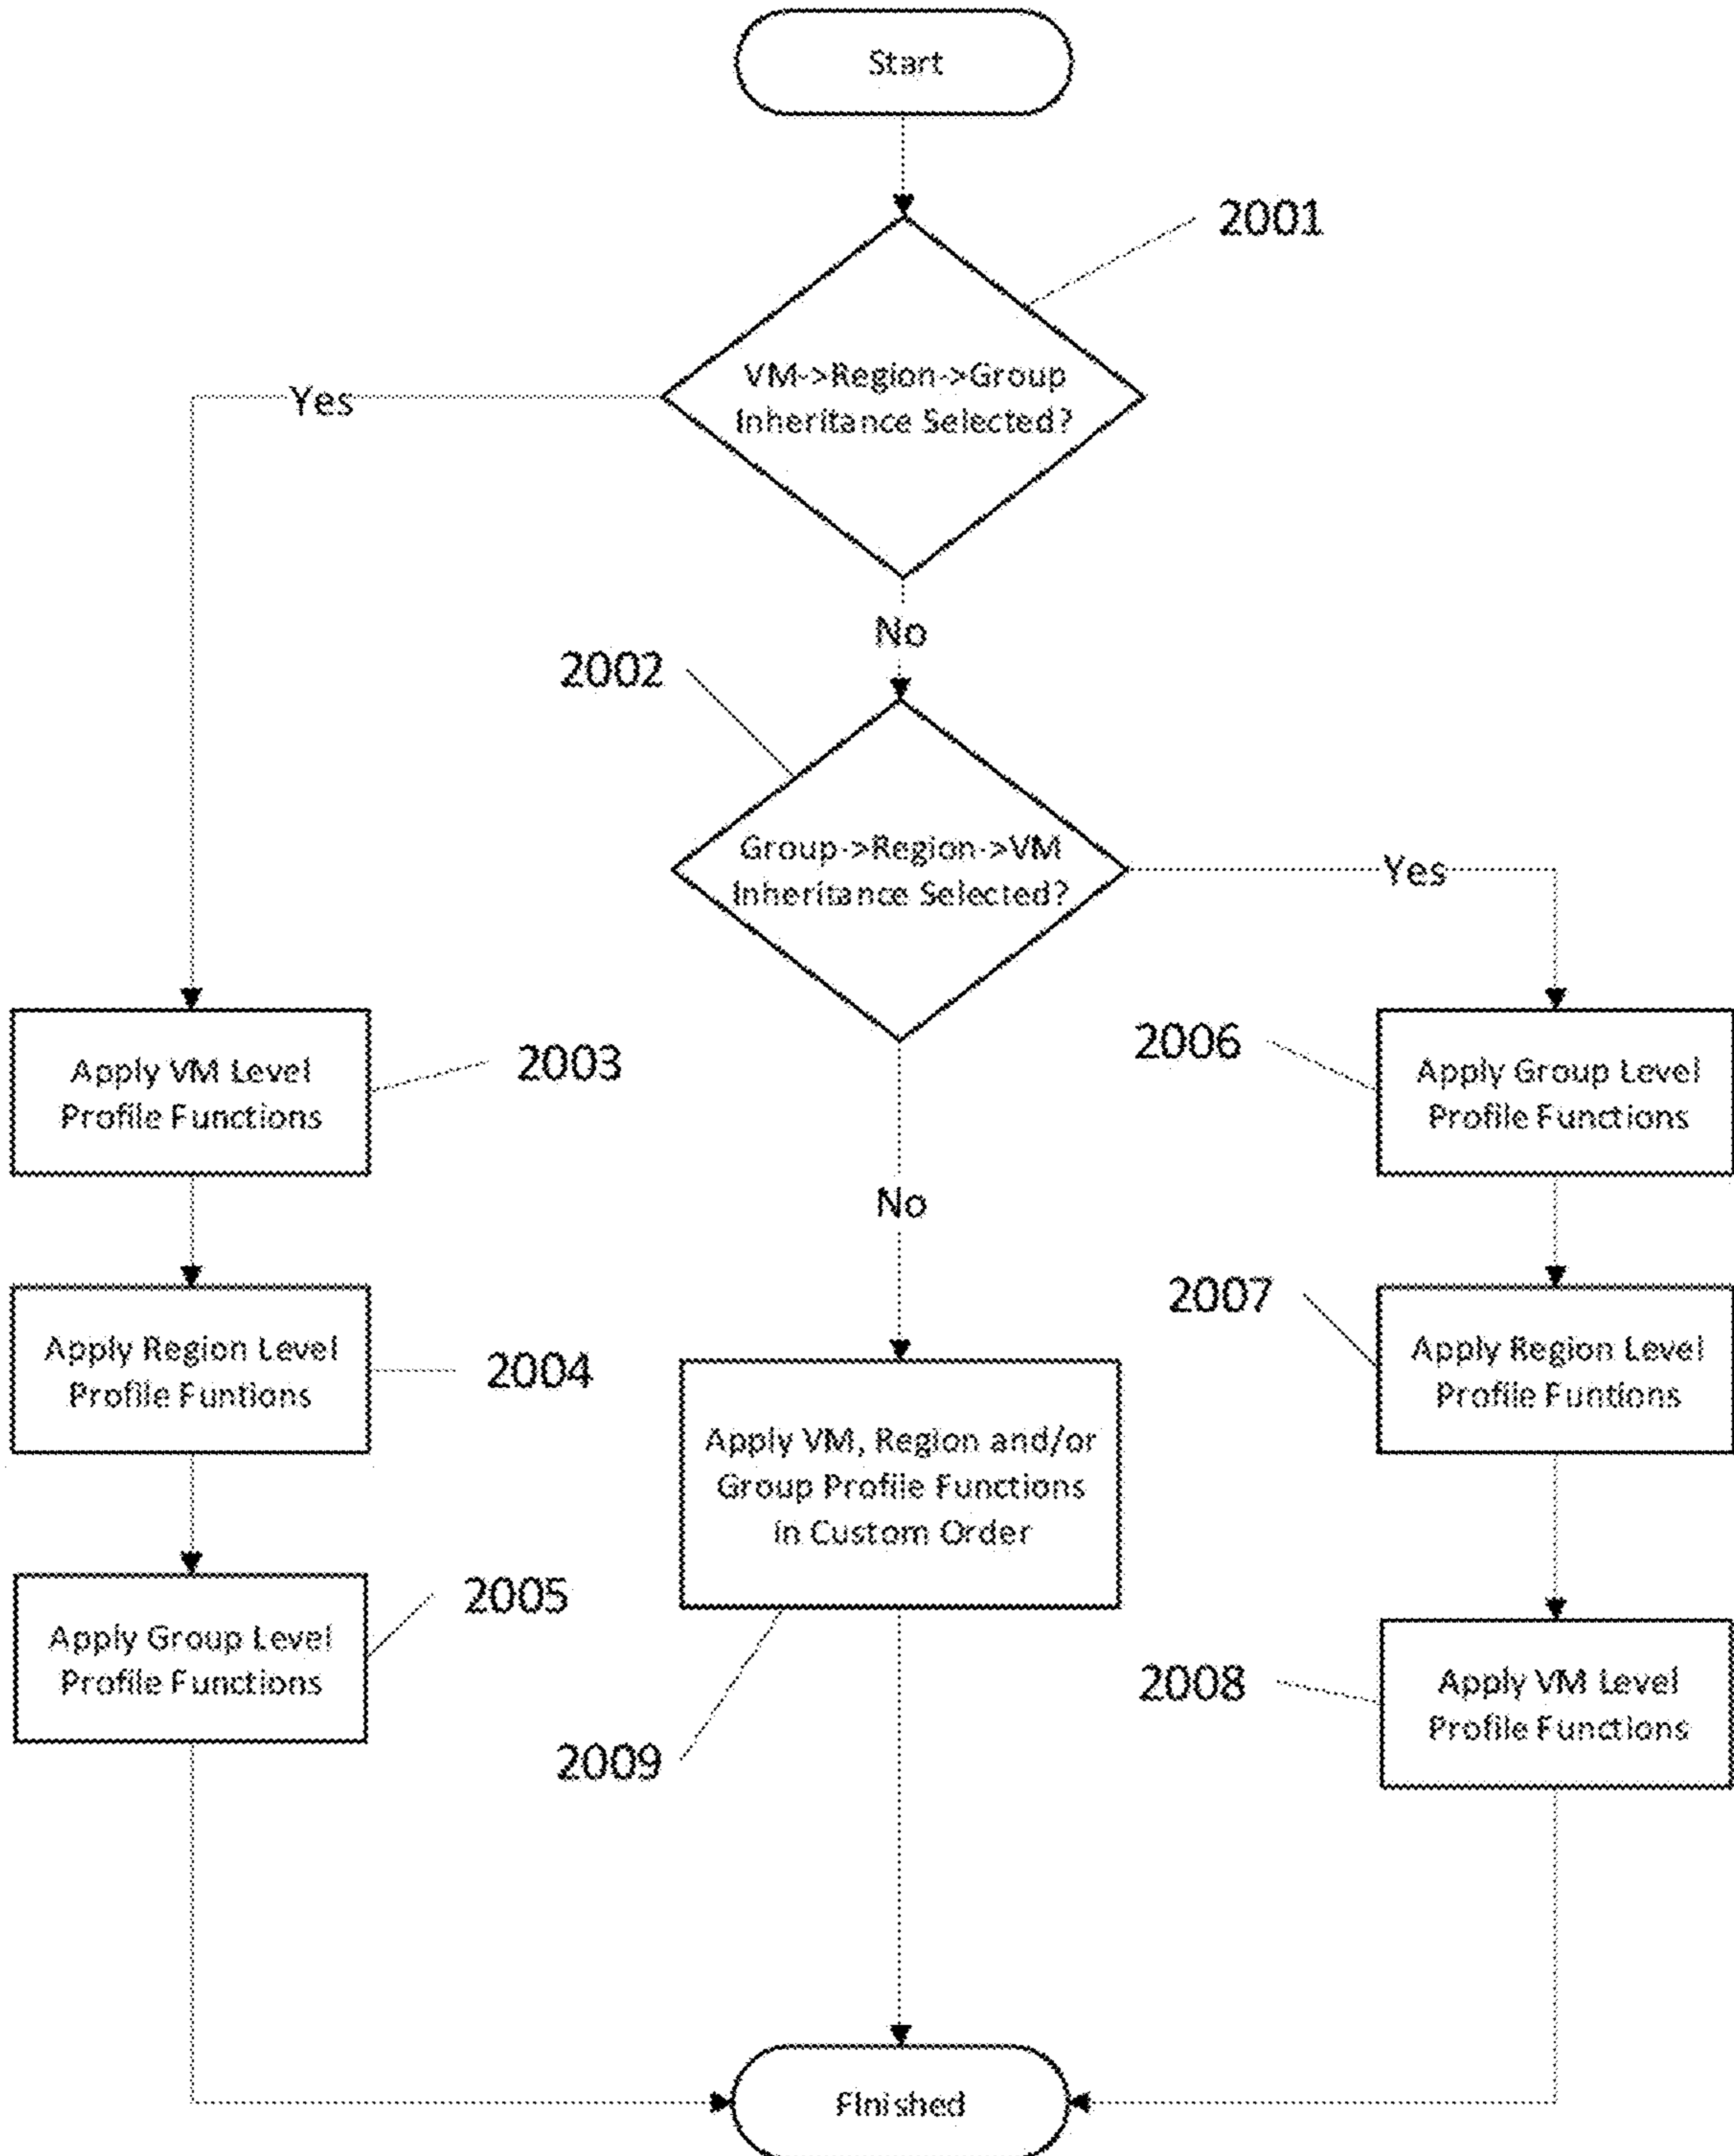 Start
2001
VM->Region->Group
Inheritance Selected?
Yes
No
2002
Group->Region->VM
Inheritance Selected?
Yes
Apply VM Level
Profile Functions
2003
2006
Apply Group Level
Profile Functions
No
Apply Region Level
Profile Funtions
2004
2007
Apply Region Level
Profile Funtions
Apply VM, Region and/or
Group Profile Functions
in Custom Order
Apply Group Level
Profile Functions
2005
2009
2008
Apply VM Level
Profile Functions
Finished